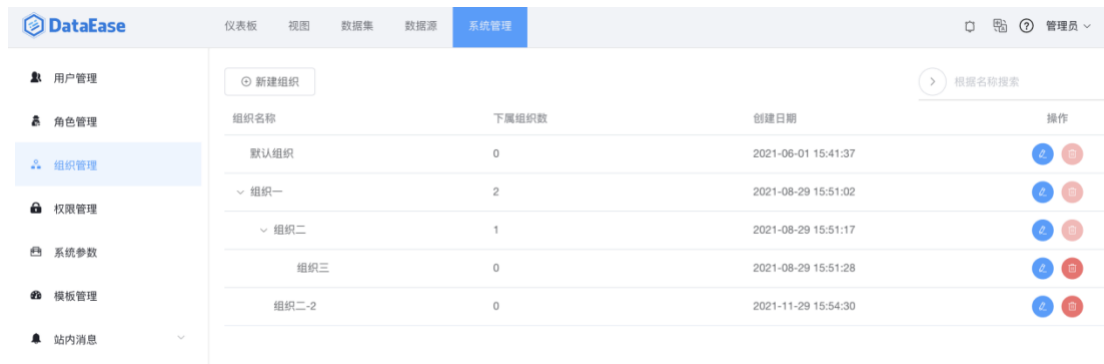 DataEase 仪表板 视图 数据集 数据源 系统管理 管理员
用户管理
角色管理
组织管理
权限管理
系统参数
模板管理
站内消息
新建组织 根据名称搜索
组织名称 下属组织数 创建日期 操作
默认组织 0 2021-06-01 15:41:37
组织一 2 2021-08-29 15:51:02
组织二 1 2021-08-29 15:51:17
组织三 0 2021-08-29 15:51:28
组织二-2 0 2021-11-29 15:54:30